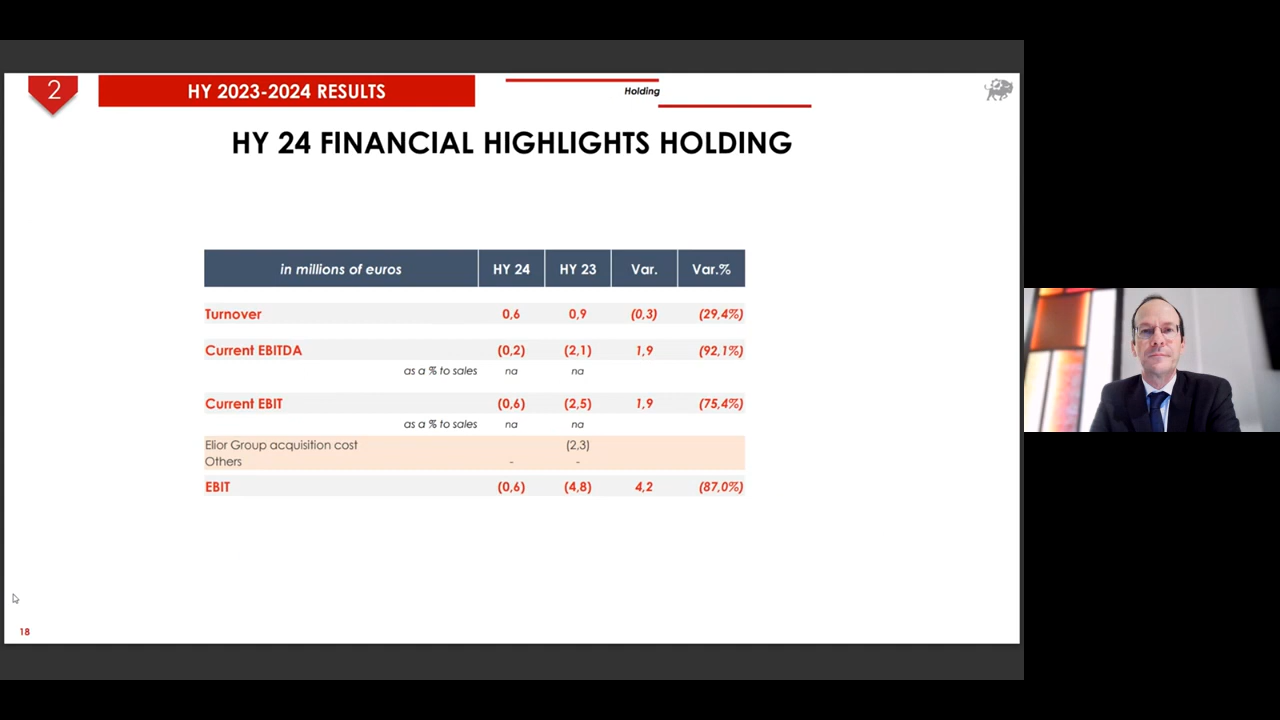 2
HY 2023-2024 RESULTS
Holding
HY 24 FINANCIAL HIGHLIGHTS HOLDING
in millions of euros HY 24 HY 23 Var. Var.%
Turnover 0,6 0,9 (0,3) (29,4%)
Current EBITDA (0,2) (2,1) 1,9 (92,1%)
as a % to sales na na
Current EBIT (0,6) (2,5) 1,9 (75,4%)
as a % to sales na na
Elior Group acquisition cost (2,3)
Others - -
EBIT (0,6) (4,8) 4,2 (87,0%)
18